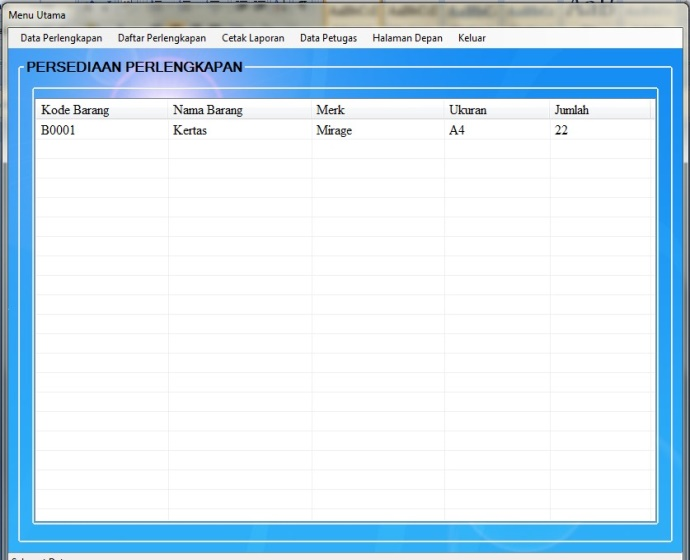 Menu Utama
Data Perlengkapan Daftar Perlengkapan Cetak Laporan Data Petugas Halaman Depan Keluar
PERSEDIAAN PERLENGKAPAN
Kode Barang Nama Barang Merk Ukuran Jumlah
B0001 Kertas Mirage A4 22